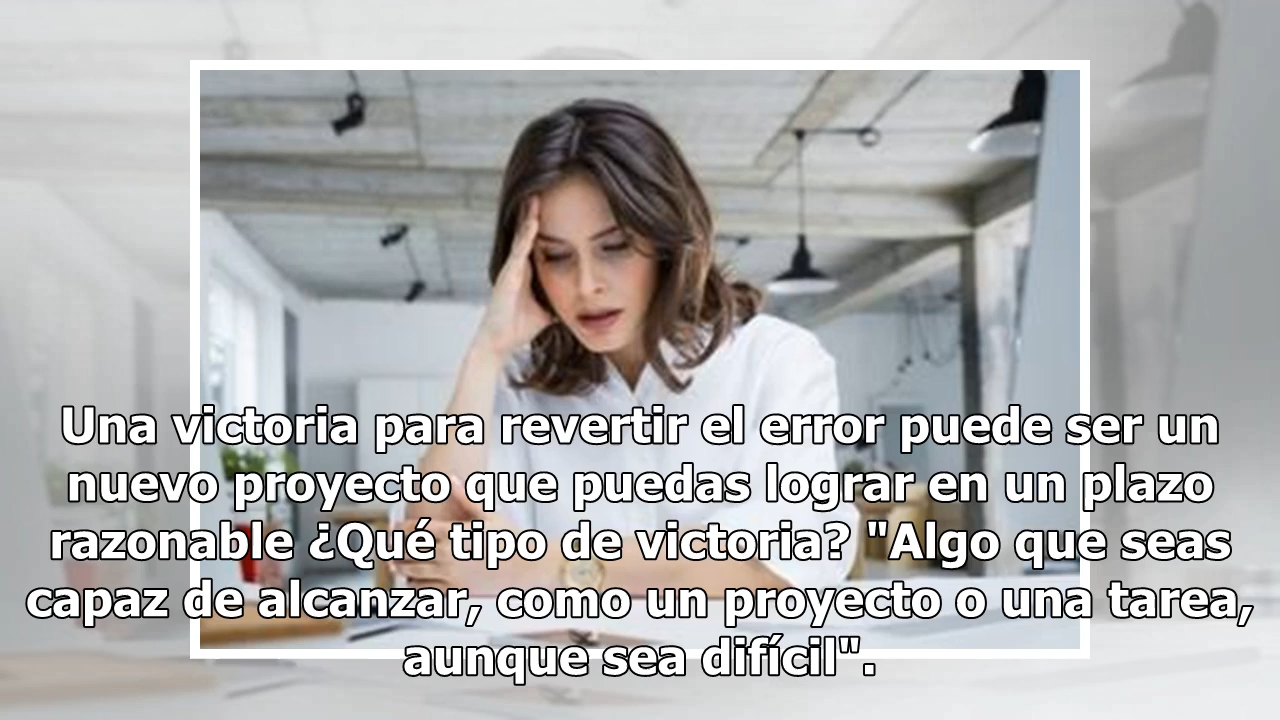 Una victoria para revertir el error puede ser un
nuevo proyecto que puedas lograr en un plazo
razonable ¿Qué tipo de victoria? "Algo que seas
capaz de alcanzar, como un proyecto o una tarea,
aunque sea difícil".